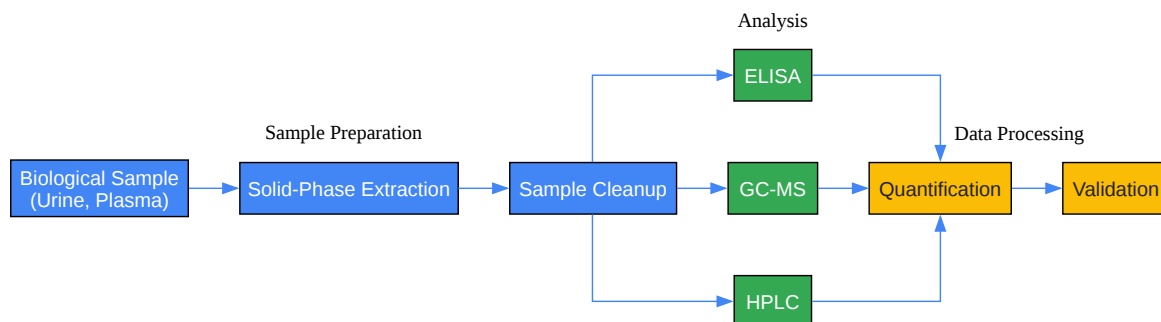 Analysis
ELISA
Sample Preparation
Data Processing
Biological Sample
(Urine, Plasma)
Solid-Phase Extraction
Sample Cleanup
GC-MS
Quantification
Validation
HPLC